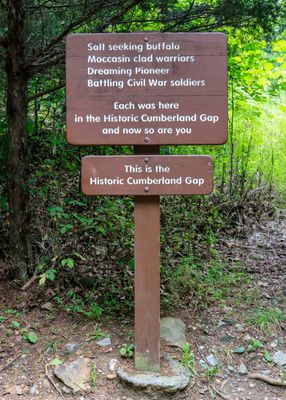 Salt seeking buffalo
Moccasin clad warriors
Dreaming Pioneer
Battling Civil War soldiers
Each was here
in the Historic Cumberland Gap
and now so are you
This is the
Historic Cumberland Gap